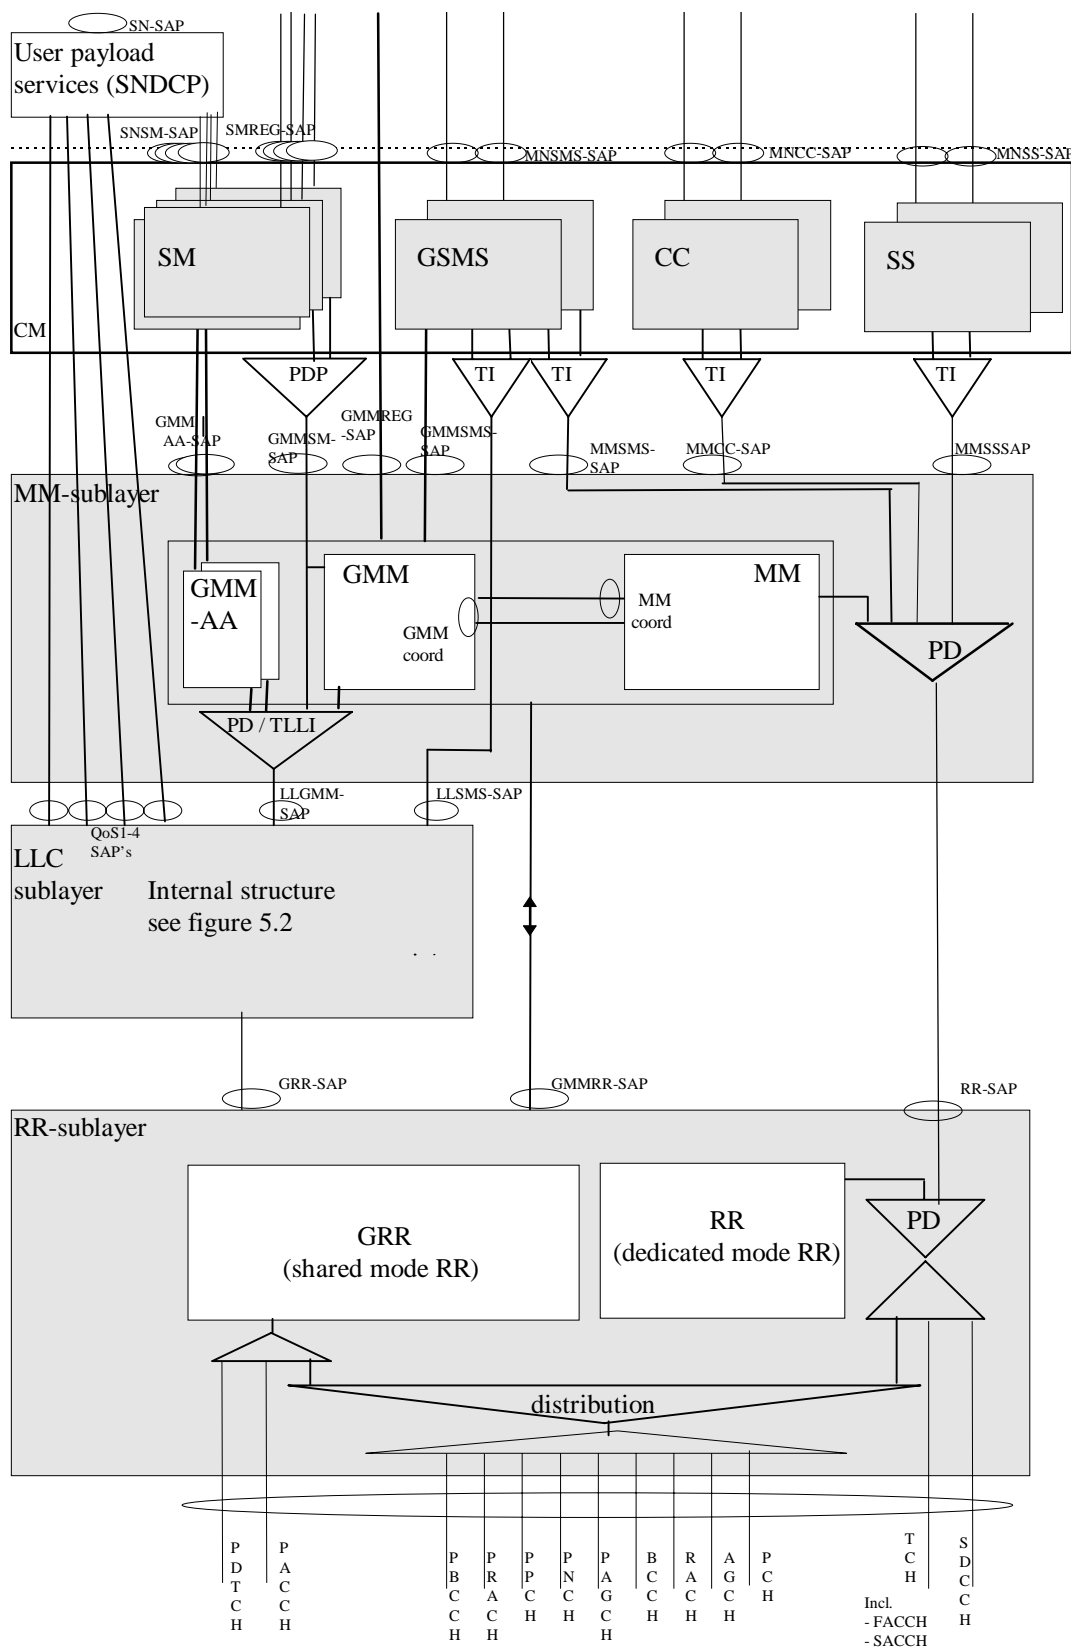 SN-SAP
User payload
services (SNDCP)
SNSM-SAP
SMREG-SAP
MNSMS-SAP
MNCC-SAP
MNSS-SAP
SM
GSMS
CC
SS
CM
PDP
TI
TI
TI
TI
GMM
AA-SAP
GMMSM-
SAP
GMMREG
-SAP
GMMSMS-
SAP
MMSMS-
SAP
MMCC-SAP
MMSSSAP
MM-sublayer
GMM
-AA
GMM
GMM
coord
MM
MM
coord
PD
PD / TLLI
LLGMM-
SAP
LLSMS-SAP
QoS1-4
SAP's
LLC
sublayer
Internal structure
see figure 5.2
GRR-SAP
GMMRR-SAP
RR-SAP
RR-sublayer
GRR
(shared mode RR)
RR
(dedicated mode RR)
PD
distribution
PDTCH
PACCH
PBCCH
PRACH
PPCH
PNCH
PAGCH
BCCH
RACH
AGCH
PCH
TCH
Incl.
- FACCH
- SACCH
SDCCH